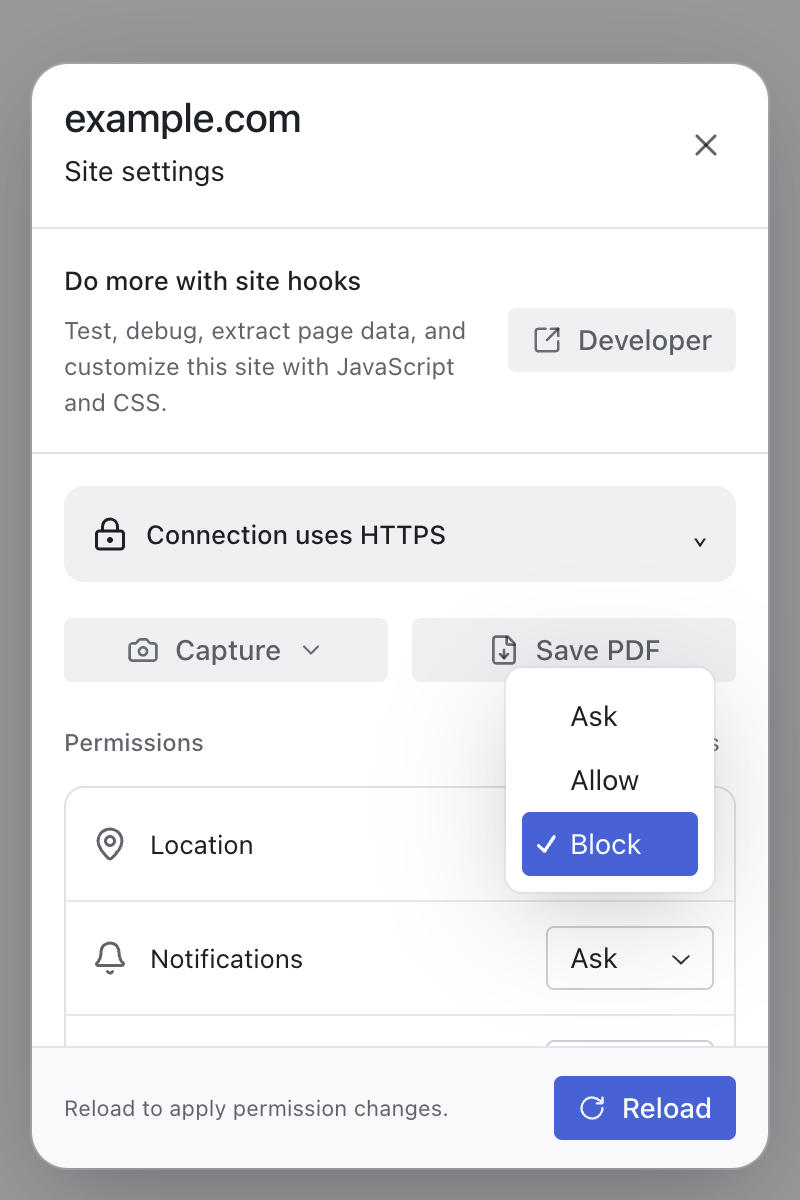 example.com
Site settings
Do more with site hooks
Test, debug, extract page data, and
customize this site with JavaScript
and CSS.
Developer
Connection uses HTTPS
Capture
Save PDF
Permissions
Ask
Allow
Block
Location
Notifications
Ask
Reload to apply permission changes.
Reload